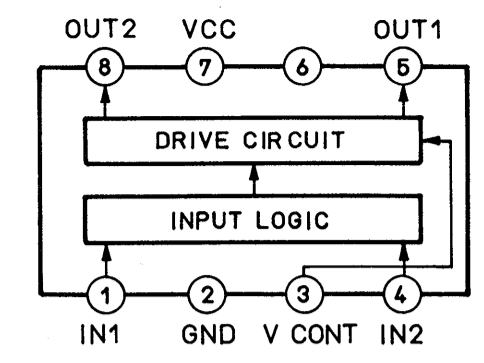 OUT2 VCC OUT1
8 7 6 5
DRIVE CIRCUIT
INPUT LOGIC
1 2 3 4
IN1 GND V CONT IN2